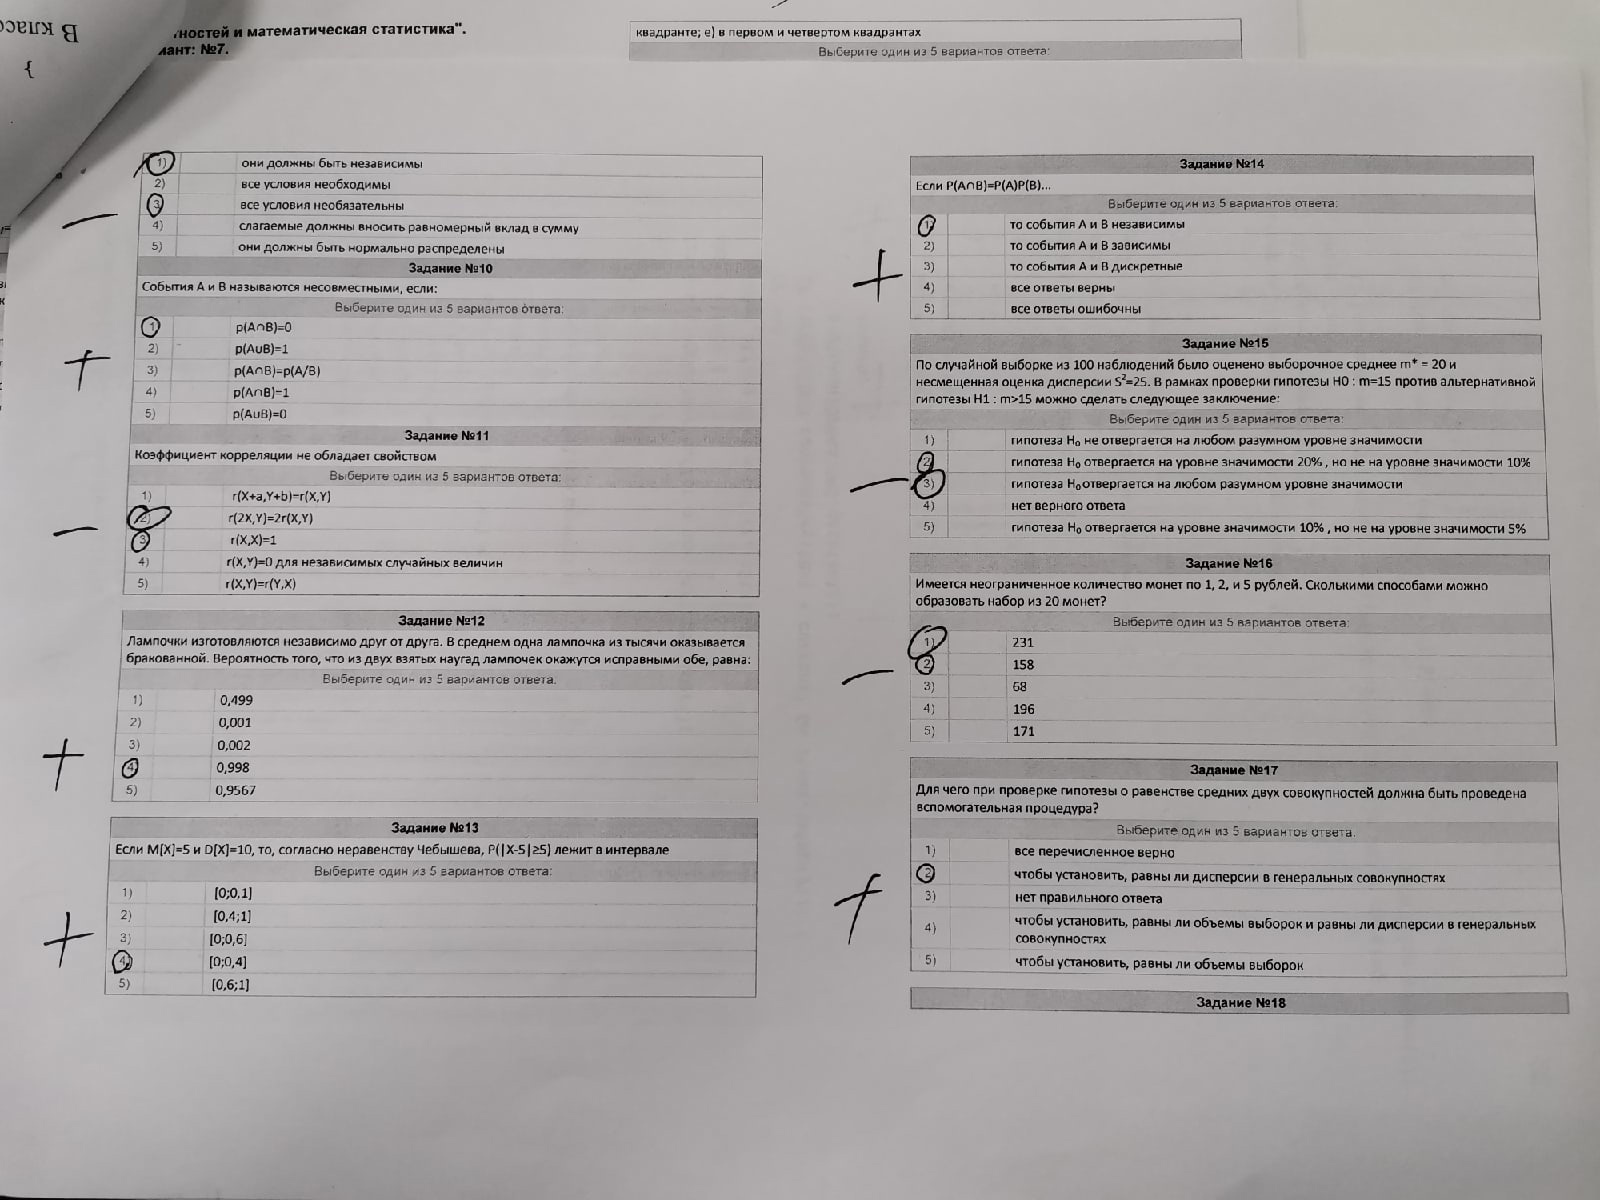 В класс
}
ностей и математическая статистика".
иант: №7.
квадранте; е) в первом и четвертом квадрантах
Выберите один из 5 вариантов ответа:
1) они должны быть независимы
2) все условия необходимы
3) все условия необязательны
4) слагаемые должны вносить равномерный вклад в сумму
5) они должны быть нормально распределены
Задание №10
События А и В называются несовместными, если:
Выберите один из 5 вариантов ответа:
1) p(A∩B)=0
2) p(A∪B)=1
3) p(A∩B)=p(A/B)
4) p(A∩B)=1
5) p(A∪B)=0
Задание №11
Коэффициент корреляции не обладает свойством
Выберите один из 5 вариантов ответа:
1) r(X+a,Y+b)=r(X,Y)
2) r(2X,Y)=2r(X,Y)
3) r(X,X)=1
4) r(X,Y)=0 для независимых случайных величин
5) r(X,Y)=r(Y,X)
Задание №12
Лампочки изготовляются независимо друг от друга. В среднем одна лампочка из тысячи оказывается
бракованной. Вероятность того, что из двух взятых наугад лампочек окажутся исправными обе, равна:
Выберите один из 5 вариантов ответа:
1) 0,499
2) 0,001
3) 0,002
4) 0,998
5) 0,9567
Задание №13
Если M[X]=5 и D[X]=10, то, согласно неравенству Чебышева, P(|X-5|≥5) лежит в интервале
Выберите один из 5 вариантов ответа:
1) [0;0,1]
2) [0,4;1]
3) [0;0,6]
4) [0;0,4]
5) [0,6;1]
Задание №14
Если P(A∩B)=P(A)P(B)...
Выберите один из 5 вариантов ответа:
1) то события А и В независимы
2) то события А и В зависимы
3) то события А и В дискретные
4) все ответы верны
5) все ответы ошибочны
Задание №15
По случайной выборке из 100 наблюдений было оценено выборочное среднее m* = 20 и
несмещенная оценка дисперсии S²=25. В рамках проверки гипотезы H0 : m=15 против альтернативной
гипотезы H1 : m>15 можно сделать следующее заключение:
Выберите один из 5 вариантов ответа:
1) гипотеза H₀ не отвергается на любом разумном уровне значимости
2) гипотеза H₀ отвергается на уровне значимости 20% , но не на уровне значимости 10%
3) гипотеза H₀отвергается на любом разумном уровне значимости
4) нет верного ответа
5) гипотеза H₀ отвергается на уровне значимости 10% , но не на уровне значимости 5%
Задание №16
Имеется неограниченное количество монет по 1, 2, и 5 рублей. Сколькими способами можно
образовать набор из 20 монет?
Выберите один из 5 вариантов ответа:
1) 231
2) 158
3) 68
4) 196
5) 171
Задание №17
Для чего при проверке гипотезы о равенстве средних двух совокупностей должна быть проведена
вспомогательная процедура?
Выберите один из 5 вариантов ответа:
1) все перечисленное верно
2) чтобы установить, равны ли дисперсии в генеральных совокупностях
3) нет правильного ответа
4) чтобы установить, равны ли объемы выборок и равны ли дисперсии в генеральных
совокупностях
5) чтобы установить, равны ли объемы выборок
Задание №18